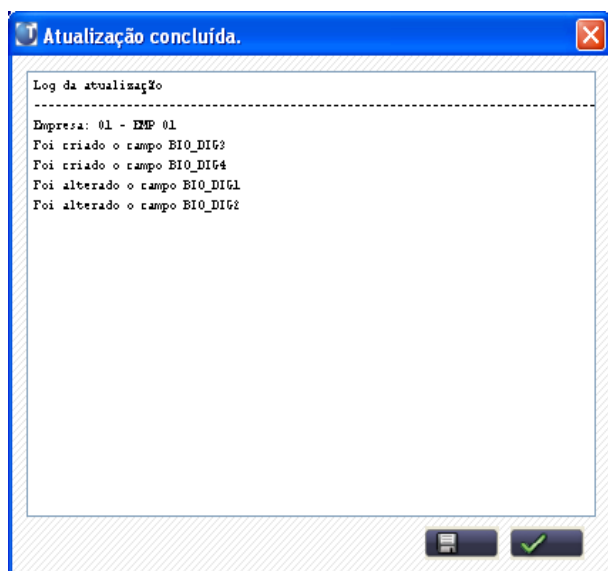 Atualização concluída.
Log da atualização
Empresa: 01 - EMP 01
Foi criado o campo BIO_DIG3
Foi criado o campo BIO_DIG4
Foi alterado o campo BIO_DIG1
Foi alterado o campo BIO_DIG2